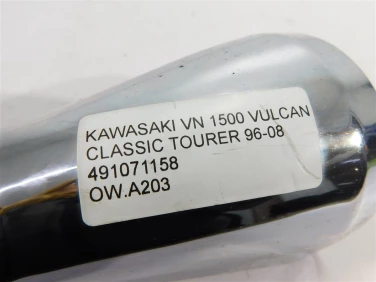 KAWASAKI VN 1500 VULCAN
CLASSIC TOURER 96-08
491071158
OW.A203